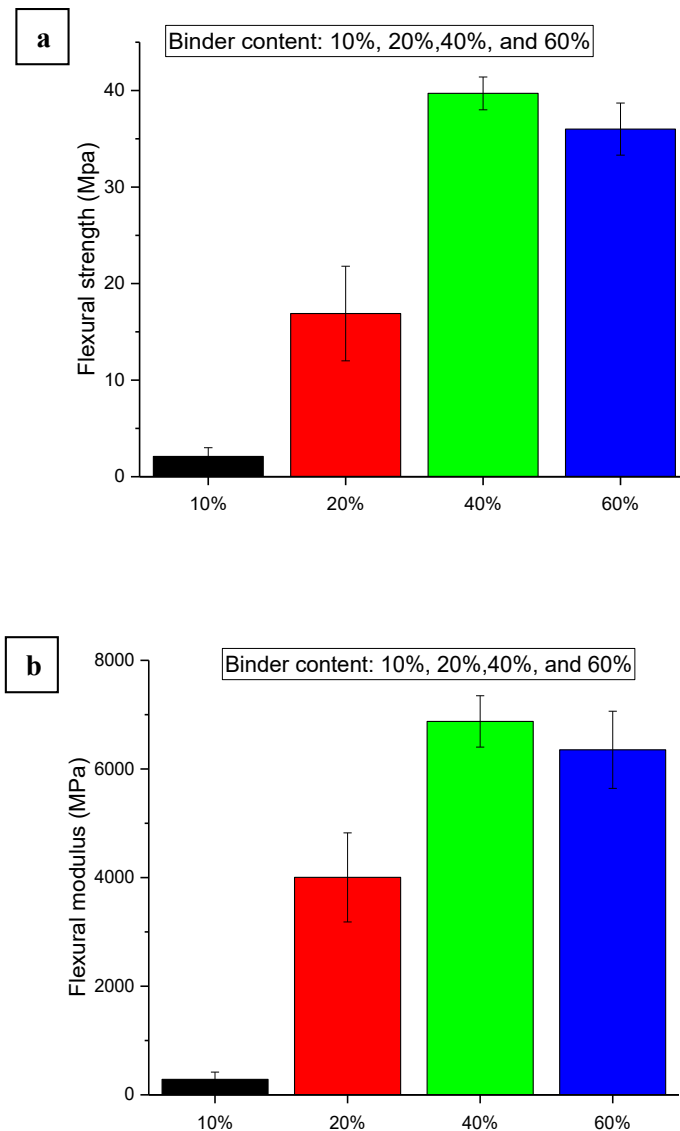 a
Binder content: 10%, 20%,40%, and 60%
Flexural strength (Mpa)
40
30
20
10
0
10% 20% 40% 60%
b
Binder content: 10%, 20%,40%, and 60%
Flexural modulus (MPa)
8000
6000
4000
2000
0
10% 20% 40% 60%